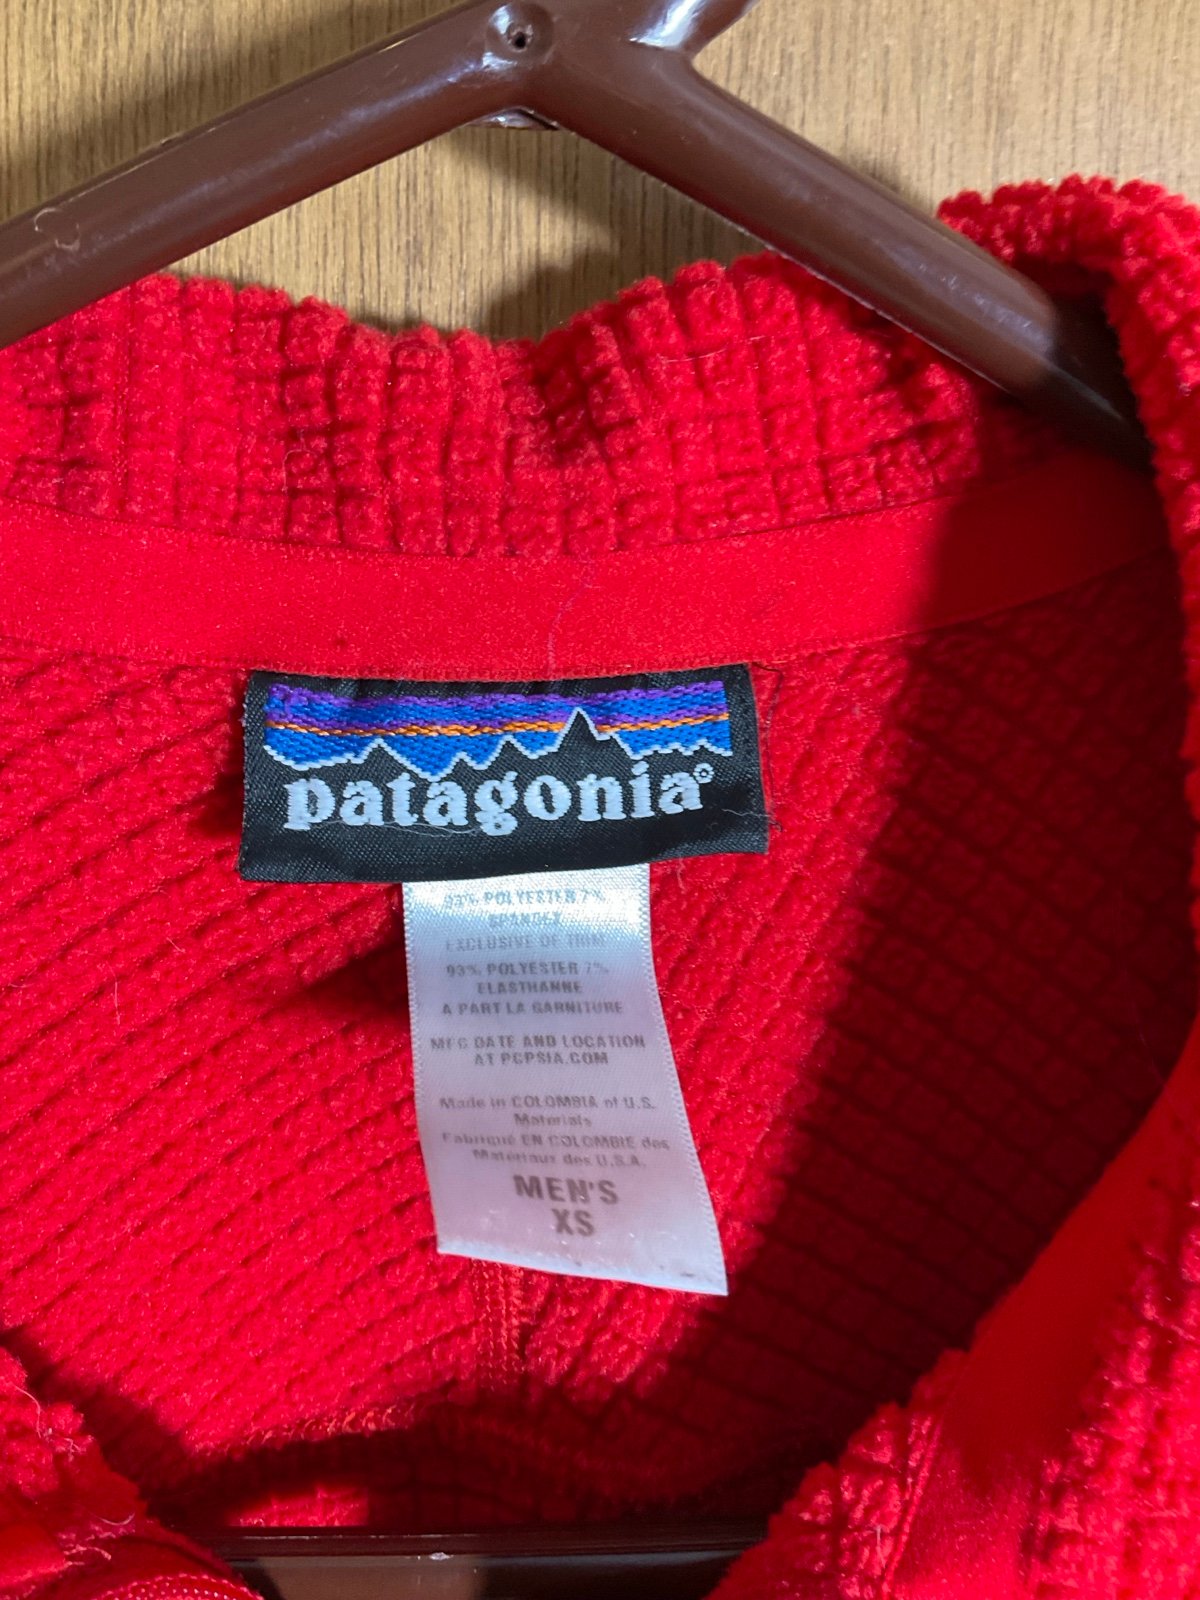 patagonia®
93% POLYESTER 7%
SPANDEX
EXCLUSIVE OF TRIM
93% POLYESTER 7%
ELASTHANNE
A PART LA GARNITURE
MFG DATE AND LOCATION
AT PCPSIA.COM
Made in COLOMBIA of U.S.
Materials
Fabriqué EN COLOMBIE des
Matériaux des U.S.A.
MEN'S
XS